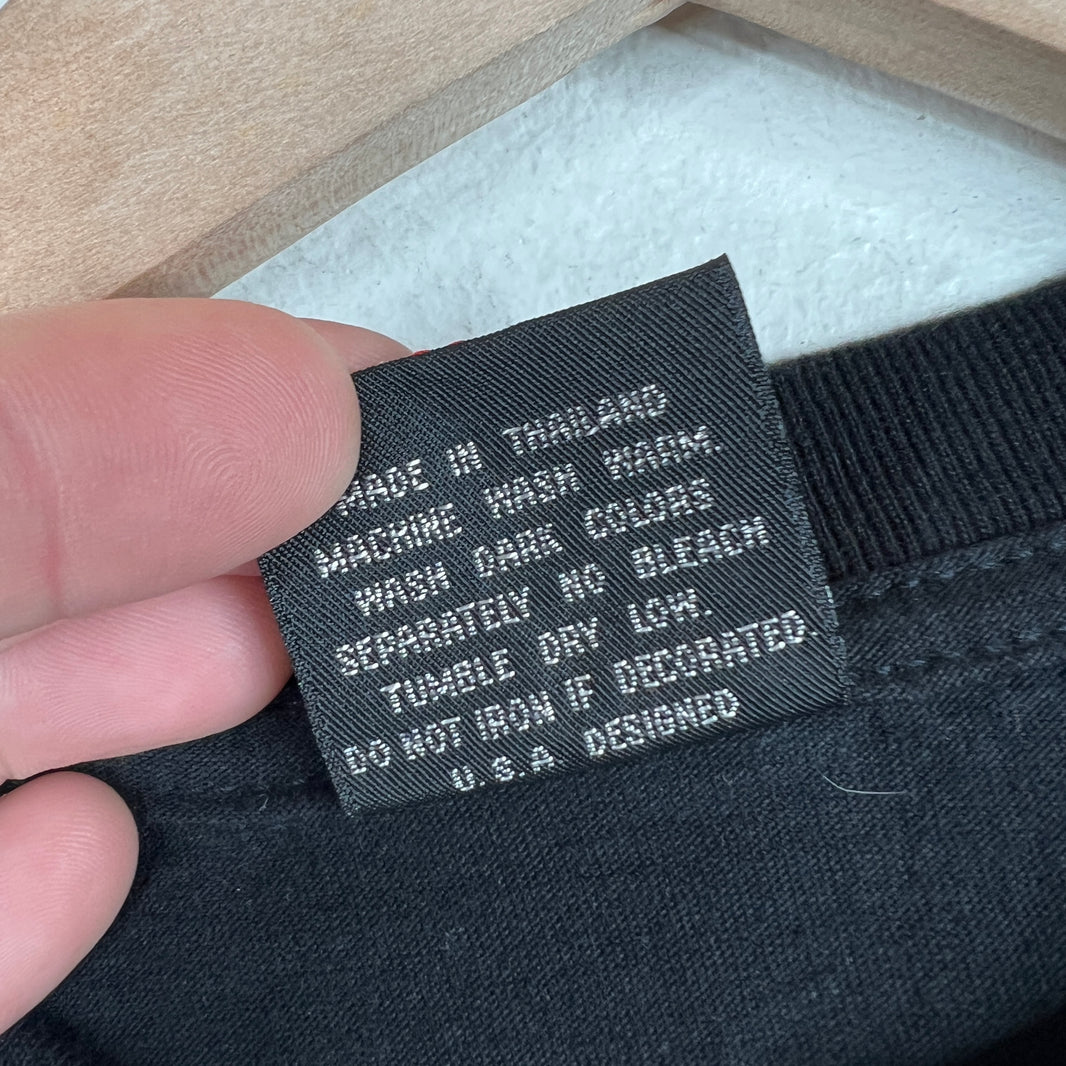 MADE IN THAILAND
MACHINE WASH WARM.
WASH DARK COLORS
SEPARATELY NO BLEACH
TUMBLE DRY LOW.
DO NOT IRON IF DECORATED.
U.S.A DESIGNED